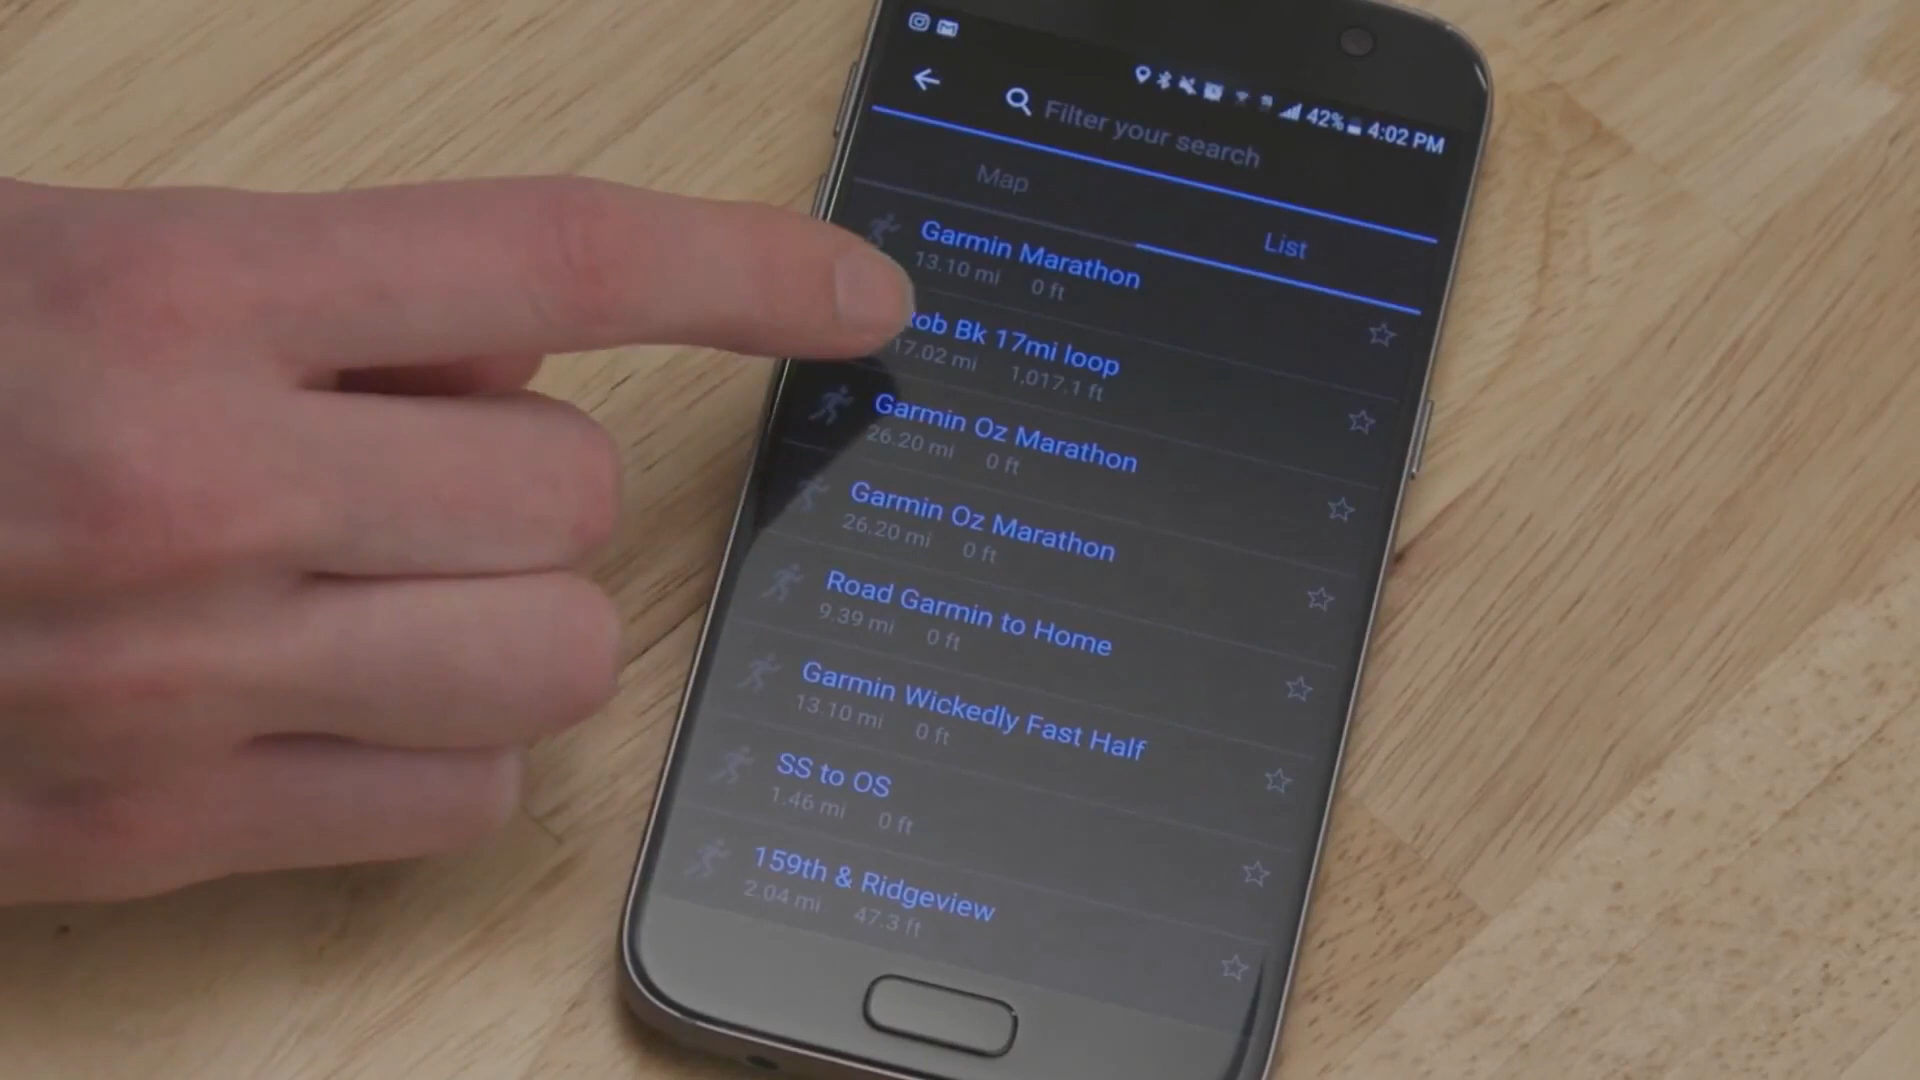 42% 4:02 PM
Filter your search
Map
List
Garmin Marathon
13.10 mi 0 ft
ob Bk 17mi loop
17.02 mi 1,017.1 ft
Garmin Oz Marathon
26.20 mi 0 ft
Garmin Oz Marathon
26.20 mi 0 ft
Road Garmin to Home
9.39 mi 0 ft
Garmin Wickedly Fast Half
13.10 mi 0 ft
SS to OS
1.46 mi 0 ft
159th & Ridgeview
2.04 mi 47.3 ft